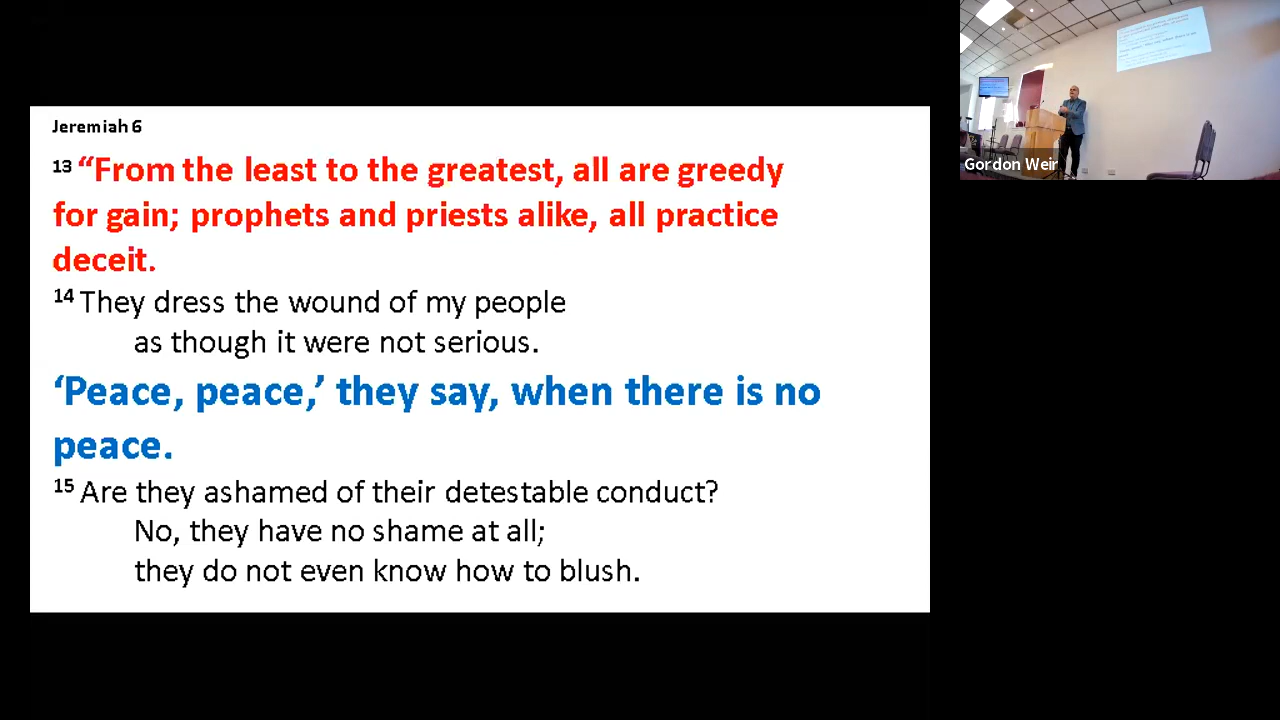 Jeremiah 6
13 “From the least to the greatest, all are greedy
for gain; prophets and priests alike, all practice
deceit.
14 They dress the wound of my people
as though it were not serious.
‘Peace, peace,’ they say, when there is no
peace.
15 Are they ashamed of their detestable conduct?
No, they have no shame at all;
they do not even know how to blush.
Gordon Weir